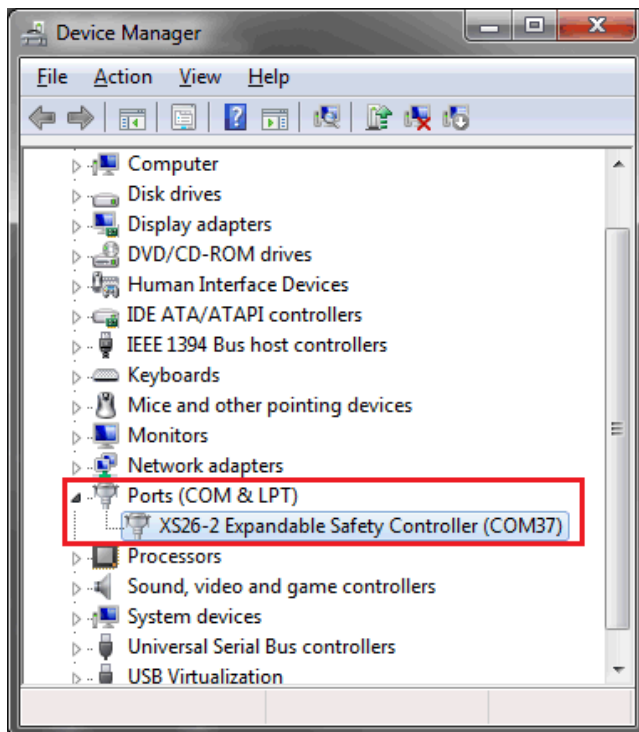 Device Manager
File Action View Help
Computer
Disk drives
Display adapters
DVD/CD-ROM drives
Human Interface Devices
IDE ATA/ATAPI controllers
IEEE 1394 Bus host controllers
Keyboards
Mice and other pointing devices
Monitors
Network adapters
Ports (COM & LPT)
XS26-2 Expandable Safety Controller (COM37)
Processors
Sound, video and game controllers
System devices
Universal Serial Bus controllers
USB Virtualization